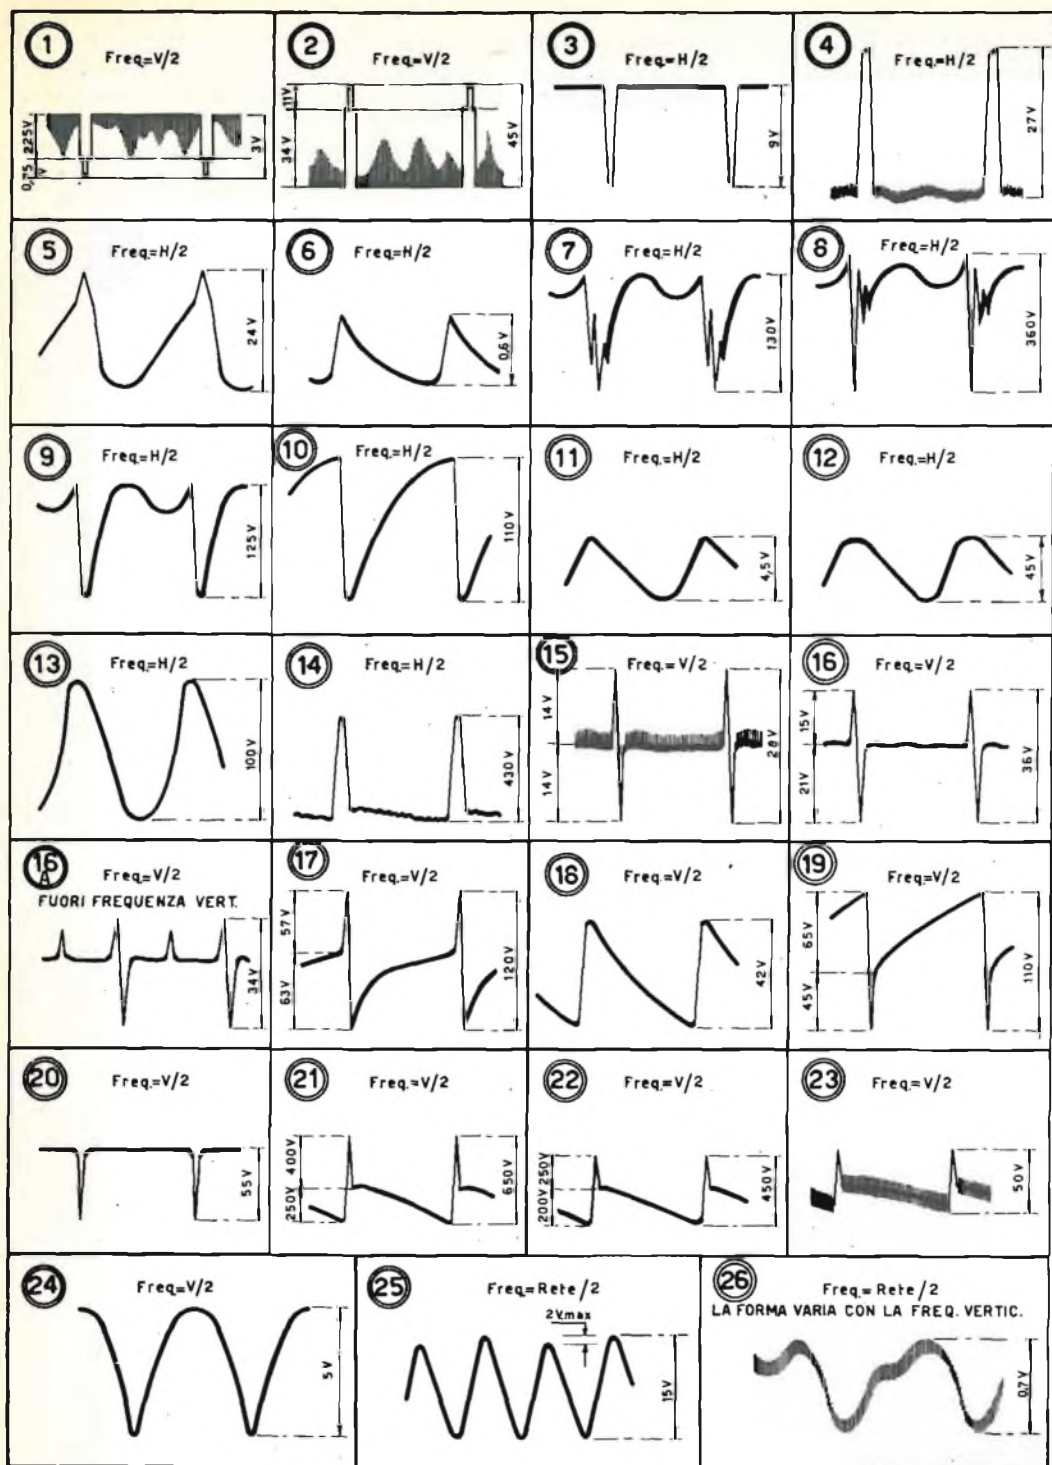 1
Freq.=V/2
2,25V
0,75
V
3V
2
Freq.=V/2
11V
34V
45V
3
Freq.=H/2
9V
4
Freq.=H/2
27V
5
Freq.=H/2
24V
6
Freq.=H/2
0,6V
7
Freq.=H/2
130V
8
Freq.=H/2
360V
9
Freq.=H/2
125V
10
Freq.=H/2
110V
11
Freq.=H/2
4,5V
12
Freq.=H/2
45V
13
Freq.=H/2
100V
14
Freq.=H/2
430V
15
Freq.=V/2
14V
14V
28V
16
Freq.=V/2
15V
21V
36V
16A
Freq.=V/2
FUORI FREQUENZA VERT.
34V
17
Freq.=V/2
57V
63V
120V
18
Freq.=V/2
42V
19
Freq.=V/2
65V
45V
110V
20
Freq.=V/2
55V
21
Freq.=V/2
400V
250V
650V
22
Freq.=V/2
250V
200V
450V
23
Freq.=V/2
50V
24
Freq.=V/2
5V
25
Freq.=Rete/2
2V.max
15V
26
Freq.=Rete/2
LA FORMA VARIA CON LA FREQ. VERTIC.
0,7V